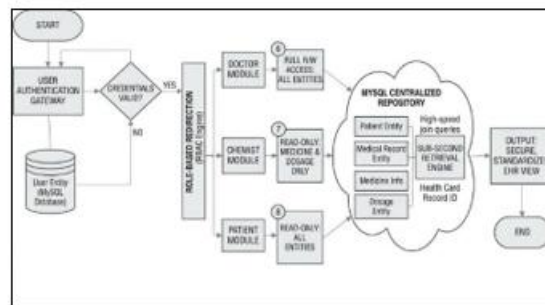 START
USER
AUTHENTICATION
GATEWAY
CREDENTIALS
VALID?
YES
NO
User Entity
(MySQL
Database)
ROLE-BASED REDIRECTION
(RBAC Engine)
DOCTOR
MODULE
6
FULL R/W
ACCESS:
ALL ENTITIES
CHEMIST
MODULE
7
READ-ONLY:
MEDICINE &
DOSAGE
ONLY
PATIENT
MODULE
8
READ-ONLY
ALL
ENTITIES
MYSQL CENTRALIZED
REPOSITORY
Patient Entity
Medical Record
Entity
Medicine Info
Dosage
Entity
High-speed
join queries
SUB-SECOND
RETRIEVAL
ENGINE
Health Card
Record ID
OUTPUT:
SECURE,
STANDARDIZED
EHR VIEW
END